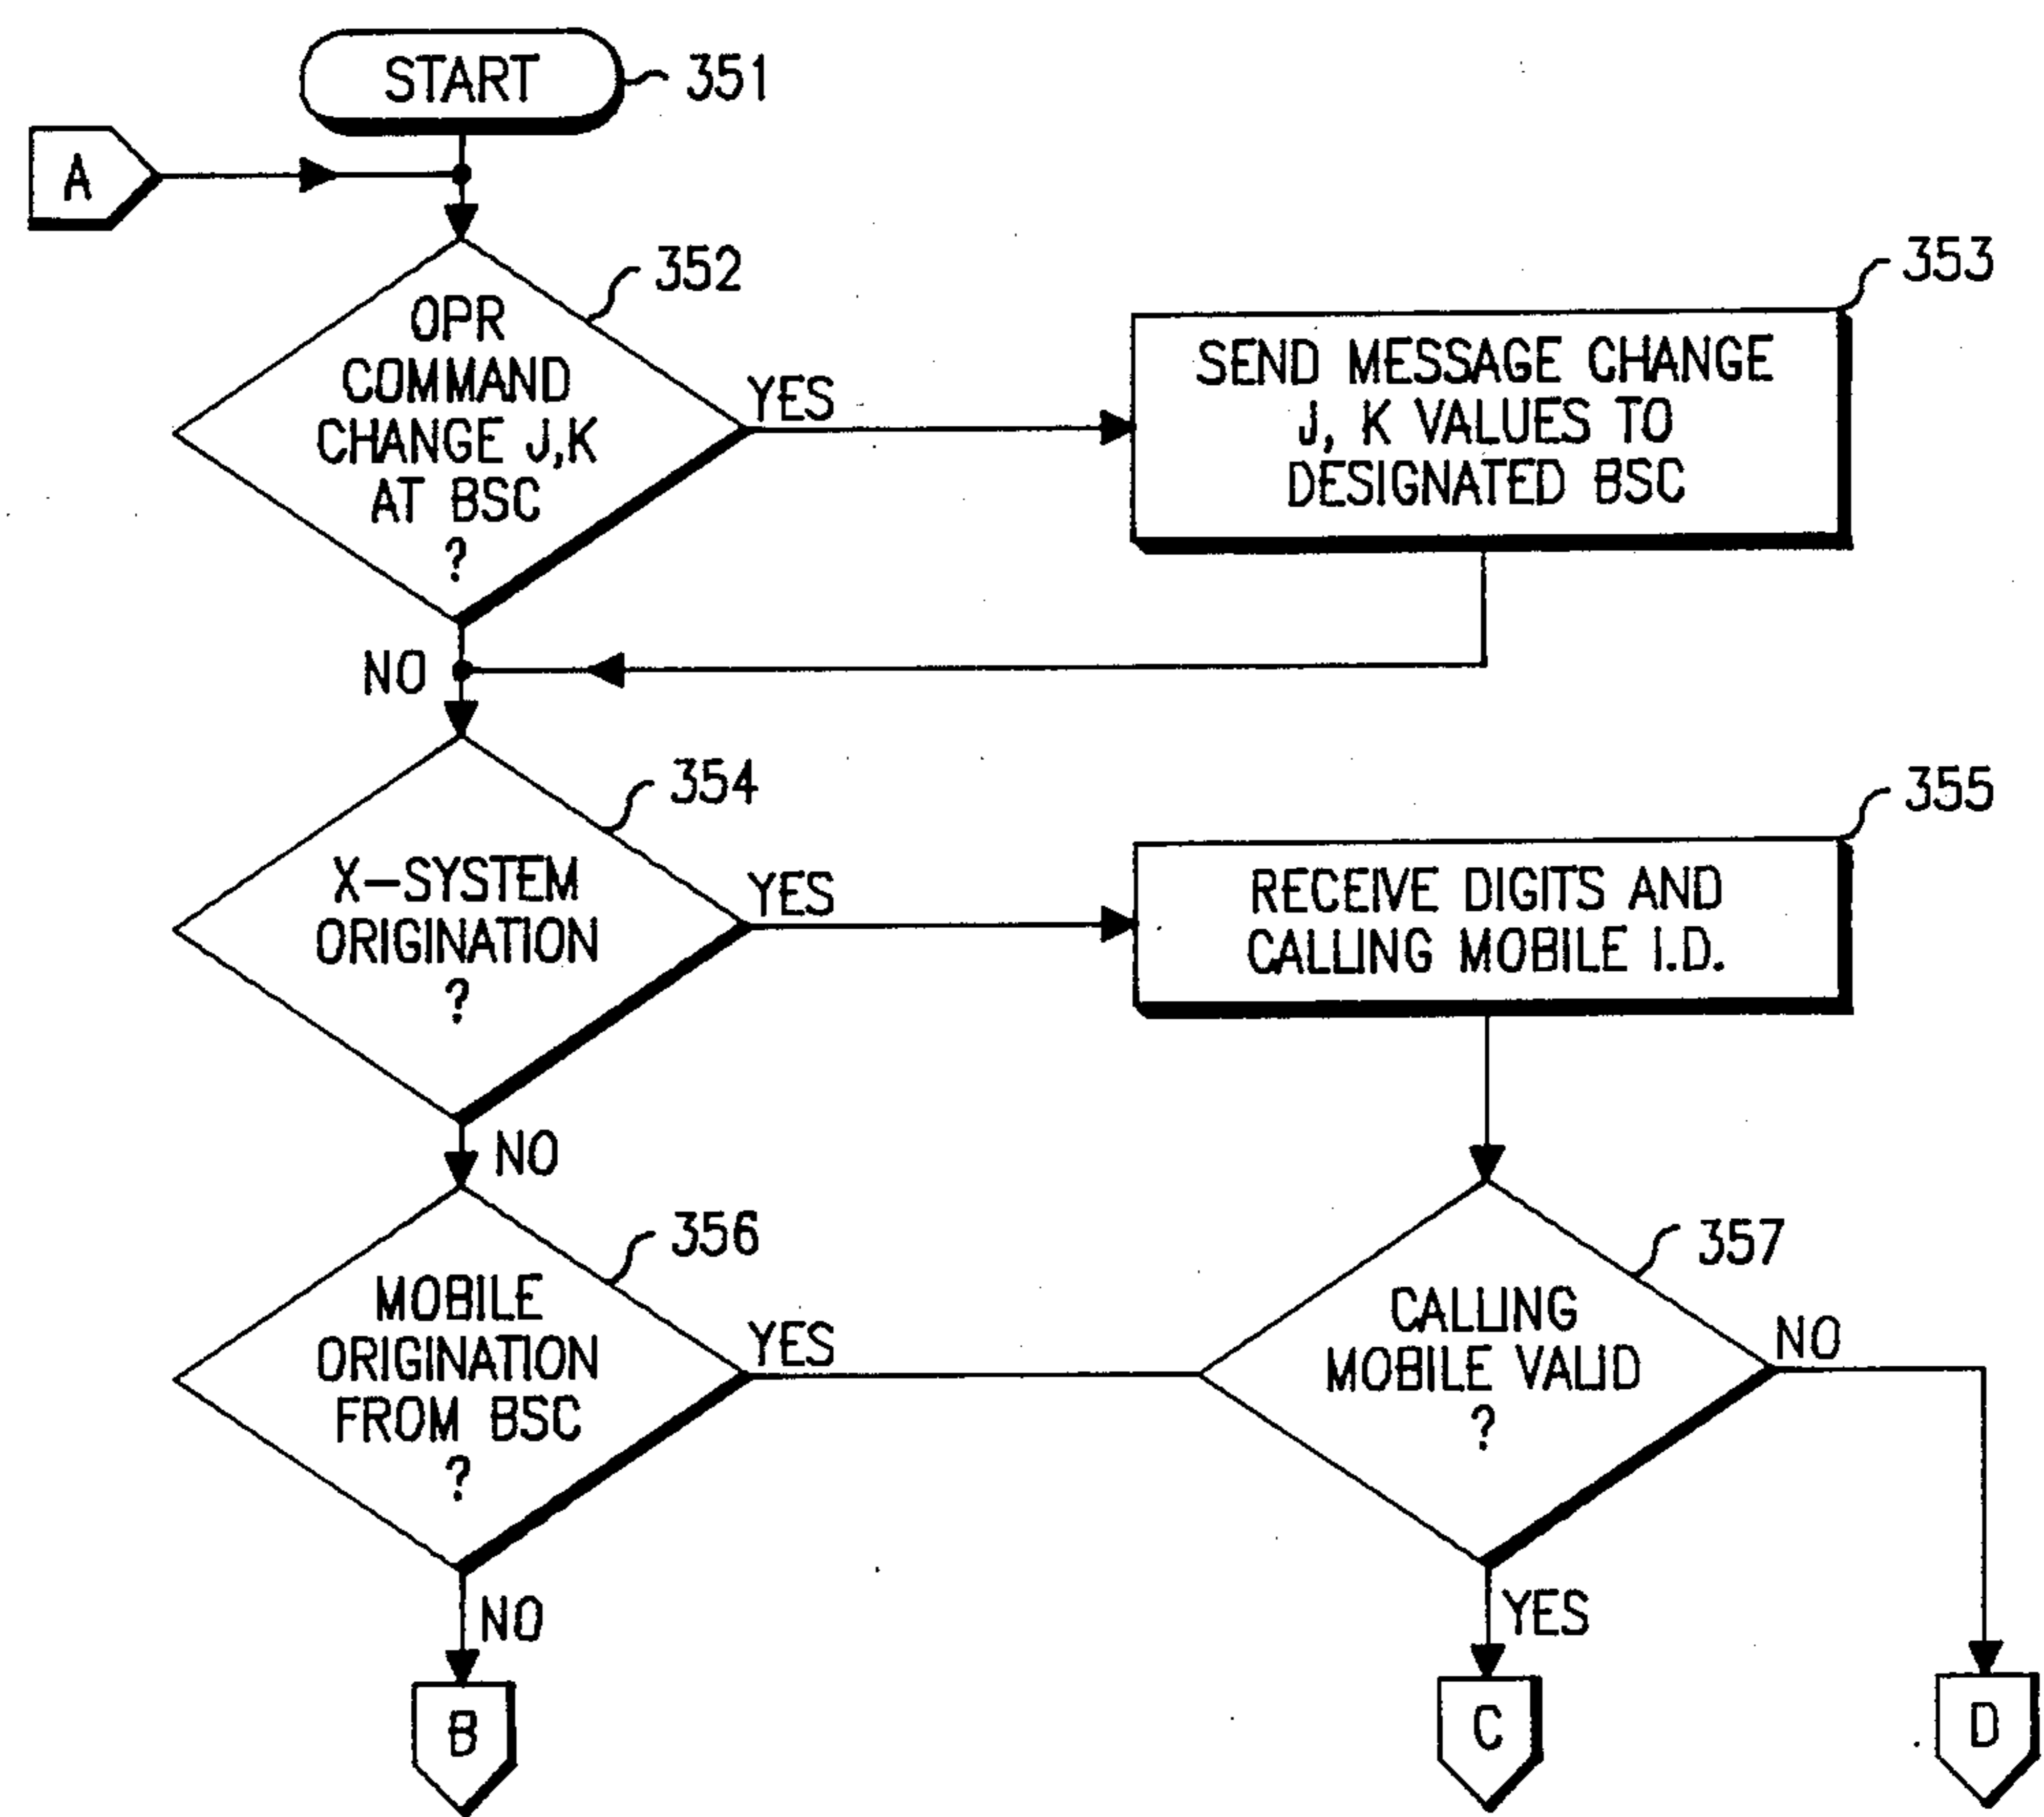 START
351
A
352
OPR
COMMAND
CHANGE J,K
AT BSC
?
YES
353
SEND MESSAGE CHANGE
J, K VALUES TO
DESIGNATED BSC
NO
354
X-SYSTEM
ORIGINATION
?
YES
355
RECEIVE DIGITS AND
CALLING MOBILE I.D.
NO
356
MOBILE
ORIGINATION
FROM BSC
?
YES
357
CALLING
MOBILE VALID
?
NO
NO
YES
B
C
D